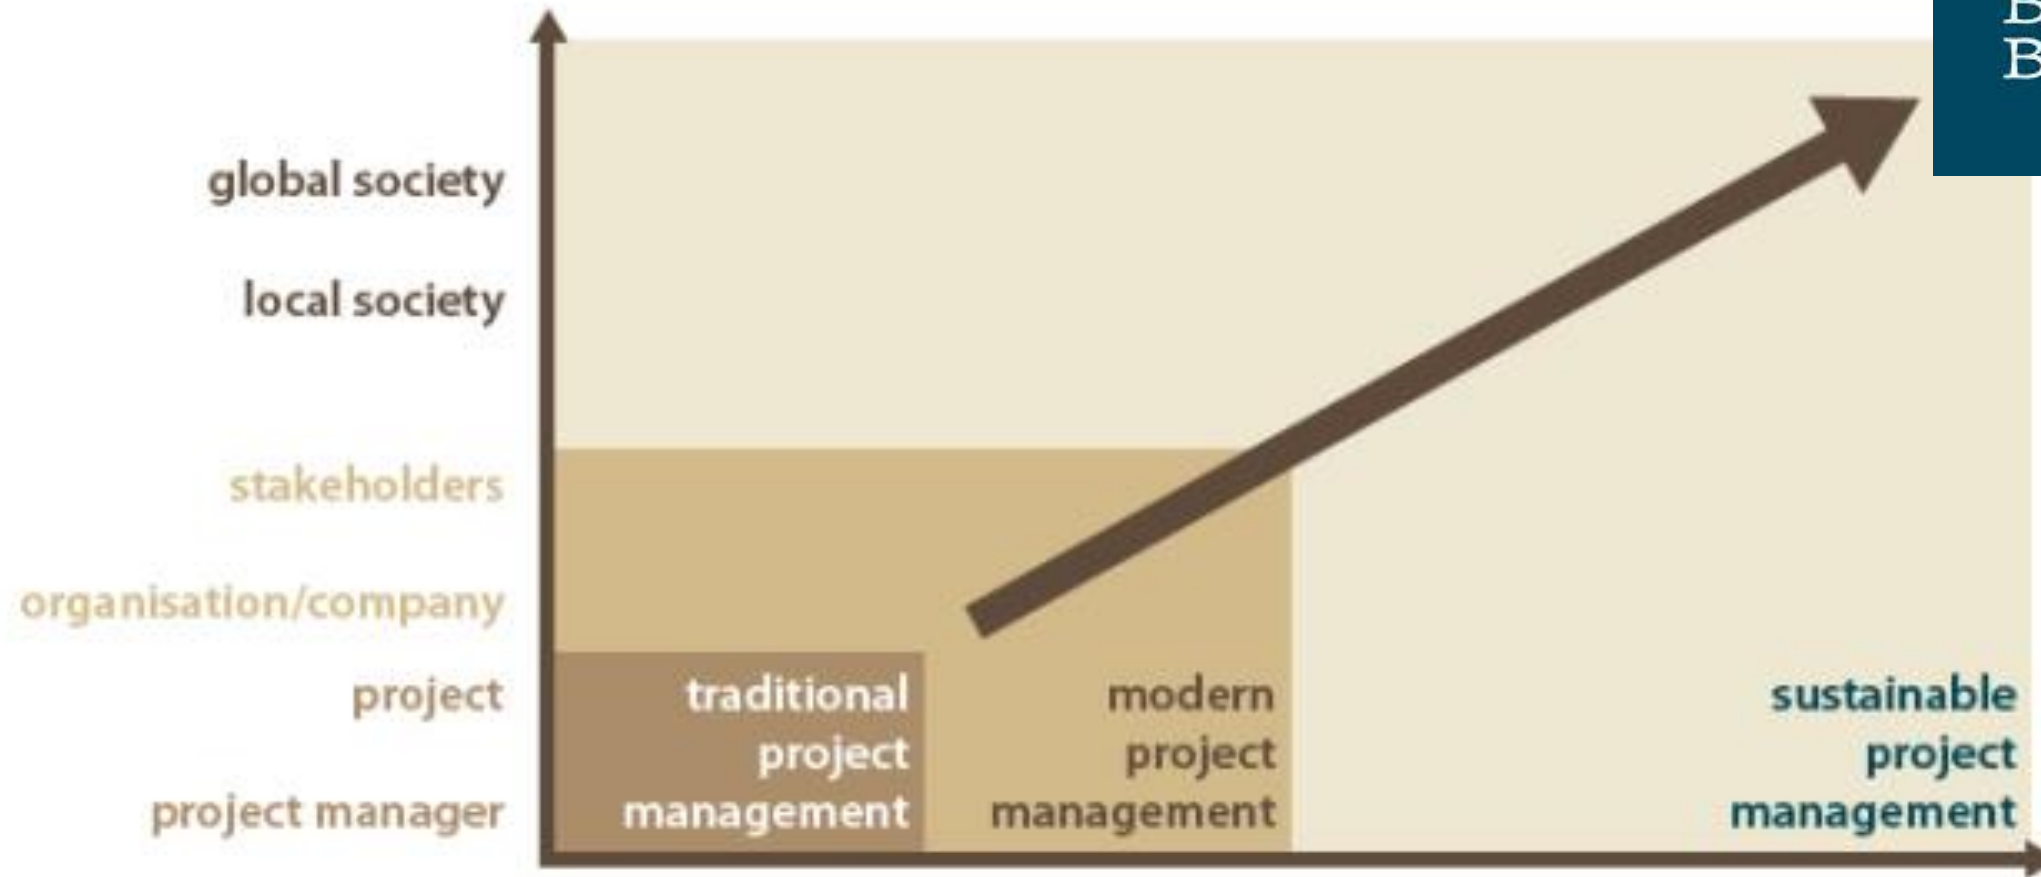 global society
local society
stakeholders
organisation/company
project
project manager
traditional
project
management
modern
project
management
sustainable
project
management
B
B